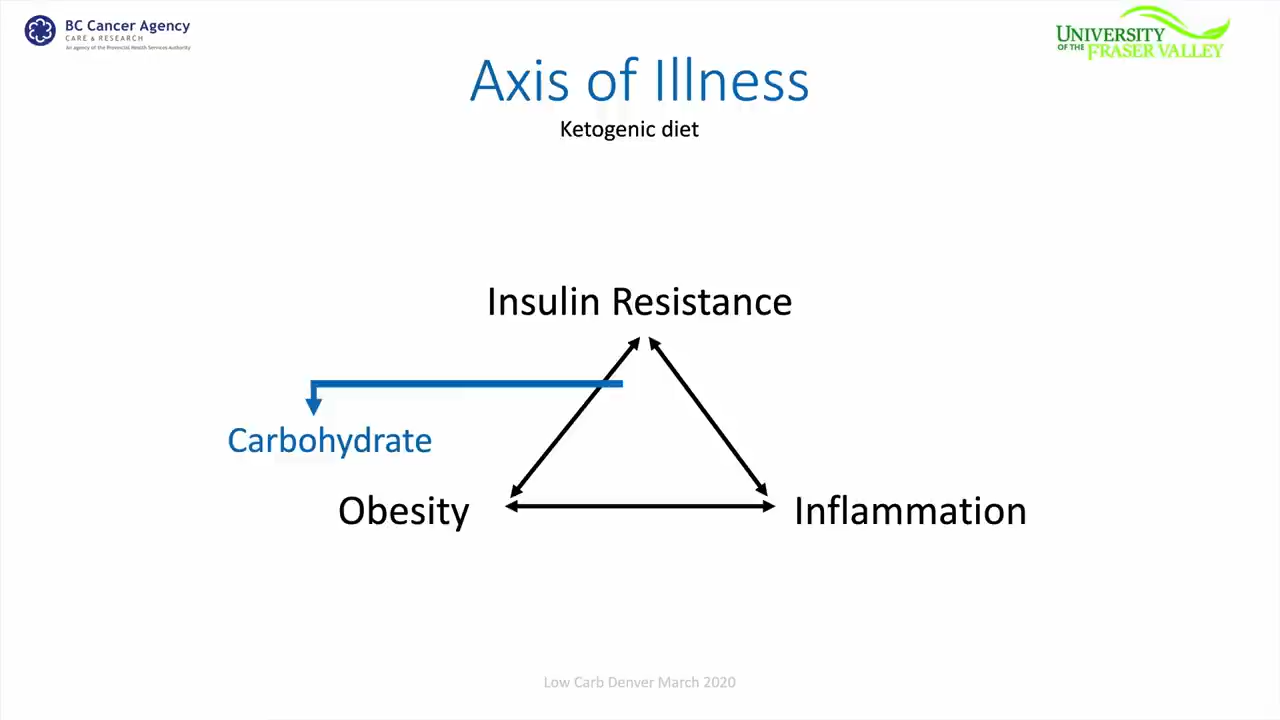 BC Cancer Agency
CARE & RESEARCH
An agency of the Provincial Health Services Authority
UNIVERSITY
OF THE FRASER VALLEY
Axis of Illness
Ketogenic diet
Insulin Resistance
Carbohydrate
Obesity
Inflammation
Low Carb Denver March 2020